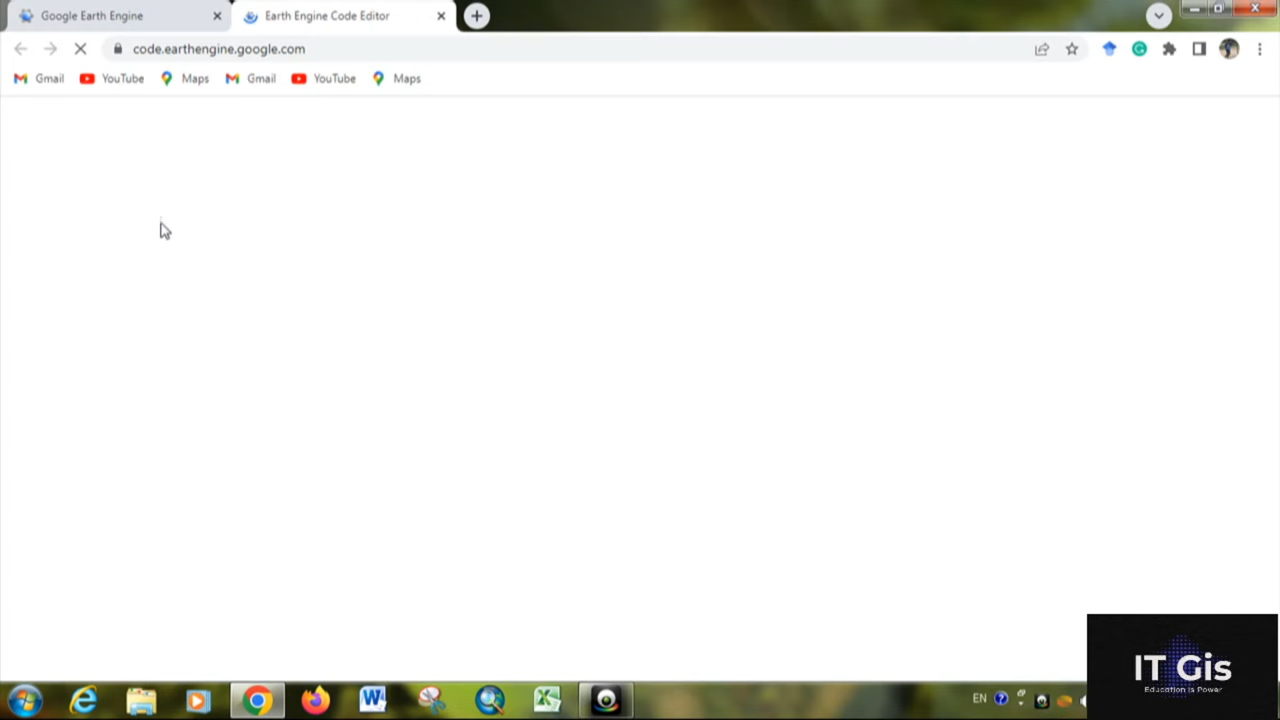 Google Earth Engine
Earth Engine Code Editor
code.earthengine.google.com
Gmail YouTube Maps Gmail YouTube Maps
EN
IT Gis
Education is Power